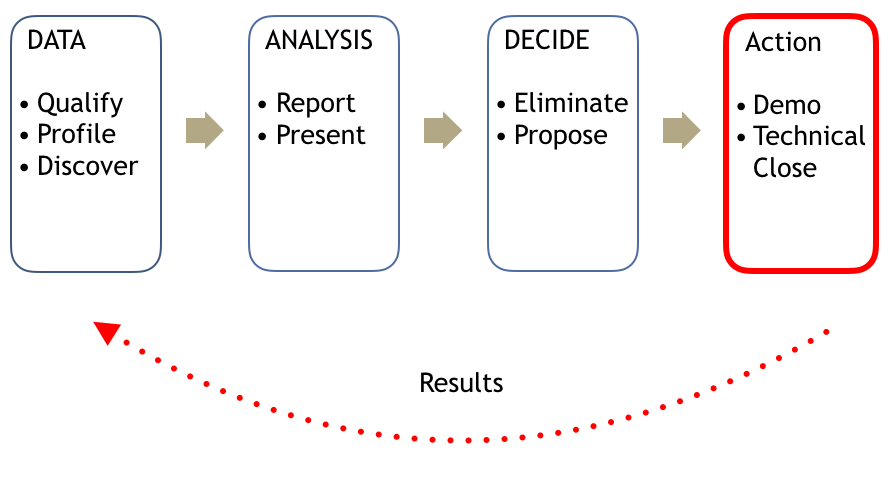 DATA
• Qualify
• Profile
• Discover
ANALYSIS
• Report
• Present
DECIDE
• Eliminate
• Propose
Action
• Demo
• Technical
Close
Results